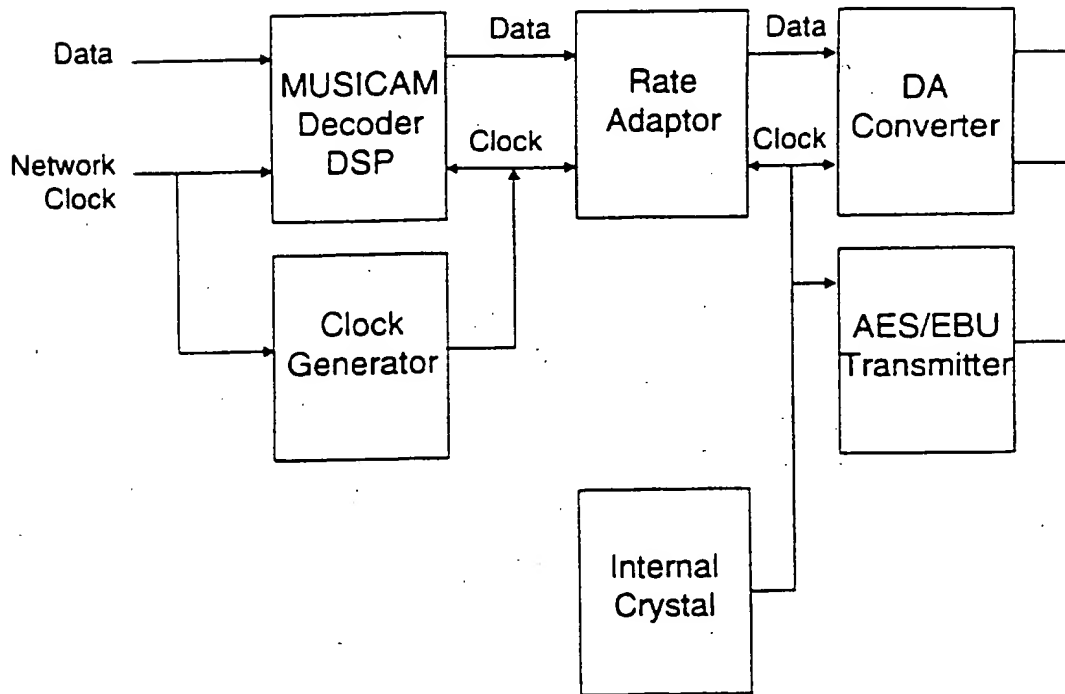 Data
Network
Clock
MUSICAM
Decoder
DSP
Data
Clock
Rate
Adaptor
Data
Clock
DA
Converter
Clock
Generator
AES/EBU
Transmitter
Internal
Crystal